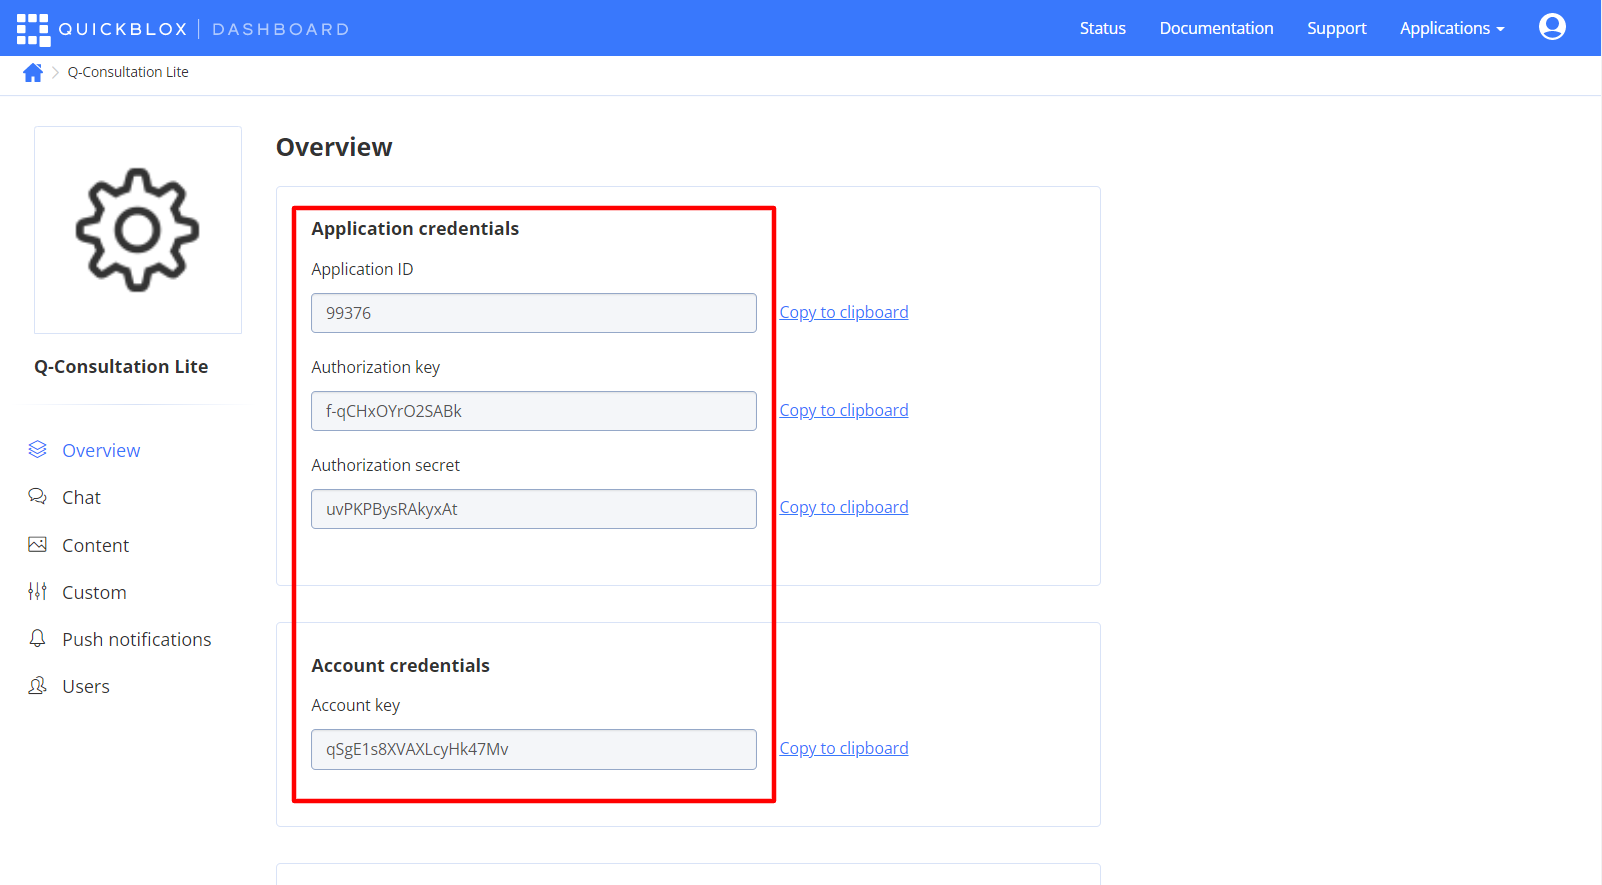 QUICKBLOX | DASHBOARD
Status Documentation Support Applications
Q-Consultation Lite
Overview
Application credentials
Application ID
99376 Copy to clipboard
Authorization key
f-qCHxOYrO2SABk Copy to clipboard
Authorization secret
uvPKPBysRAkyxAt Copy to clipboard
Account credentials
Account key
qSgE1s8XVAXLcyHk47Mv Copy to clipboard
Q-Consultation Lite
Overview
Chat
Content
Custom
Push notifications
Users